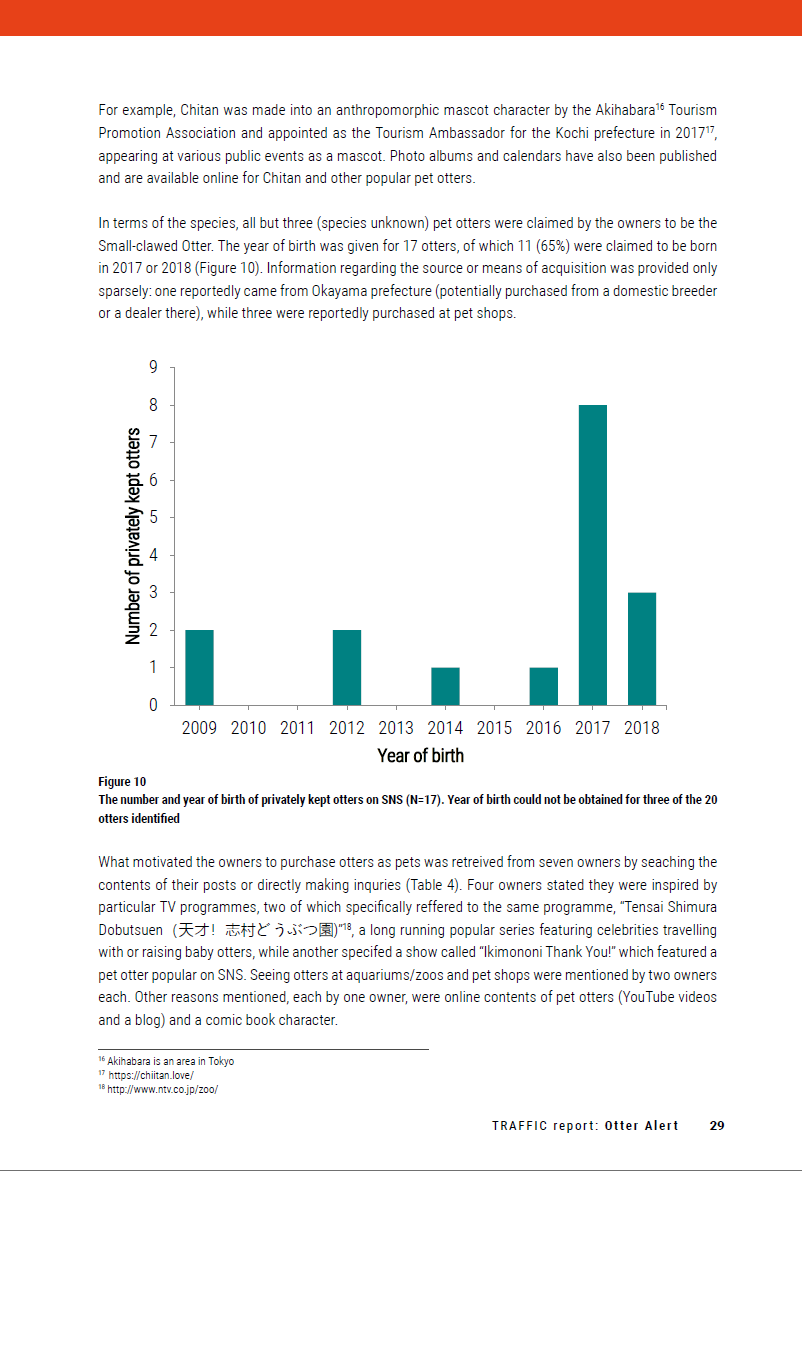 For example, Chitan was made into an anthropomorphic mascot character by the Akihabara¹⁶ Tourism
Promotion Association and appointed as the Tourism Ambassador for the Kochi prefecture in 2017¹⁷,
appearing at various public events as a mascot. Photo albums and calendars have also been published
and are available online for Chitan and other popular pet otters.
In terms of the species, all but three (species unknown) pet otters were claimed by the owners to be the
Small-clawed Otter. The year of birth was given for 17 otters, of which 11 (65%) were claimed to be born
in 2017 or 2018 (Figure 10). Information regarding the source or means of acquisition was provided only
sparsely: one reportedly came from Okayama prefecture (potentially purchased from a domestic breeder
or a dealer there), while three were reportedly purchased at pet shops.
Number of privately kept otters
9
8
7
6
5
4
3
2
1
0
2009 2010 2011 2012 2013 2014 2015 2016 2017 2018
Year of birth
Figure 10
The number and year of birth of privately kept otters on SNS (N=17). Year of birth could not be obtained for three of the 20
otters identified
What motivated the owners to purchase otters as pets was retreived from seven owners by seaching the
contents of their posts or directly making inquries (Table 4). Four owners stated they were inspired by
particular TV programmes, two of which specifically reffered to the same programme, “Tensai Shimura
Dobutsuen（天才！志村どうぶつ園)”¹⁸, a long running popular series featuring celebrities travelling
with or raising baby otters, while another specifed a show called “Ikimononi Thank You!” which featured a
pet otter popular on SNS. Seeing otters at aquariums/zoos and pet shops were mentioned by two owners
each. Other reasons mentioned, each by one owner, were online contents of pet otters (YouTube videos
and a blog) and a comic book character.
¹⁶ Akihabara is an area in Tokyo
¹⁷ https://chiitan.love/
¹⁸ http://www.ntv.co.jp/zoo/
TRAFFIC report: Otter Alert 29